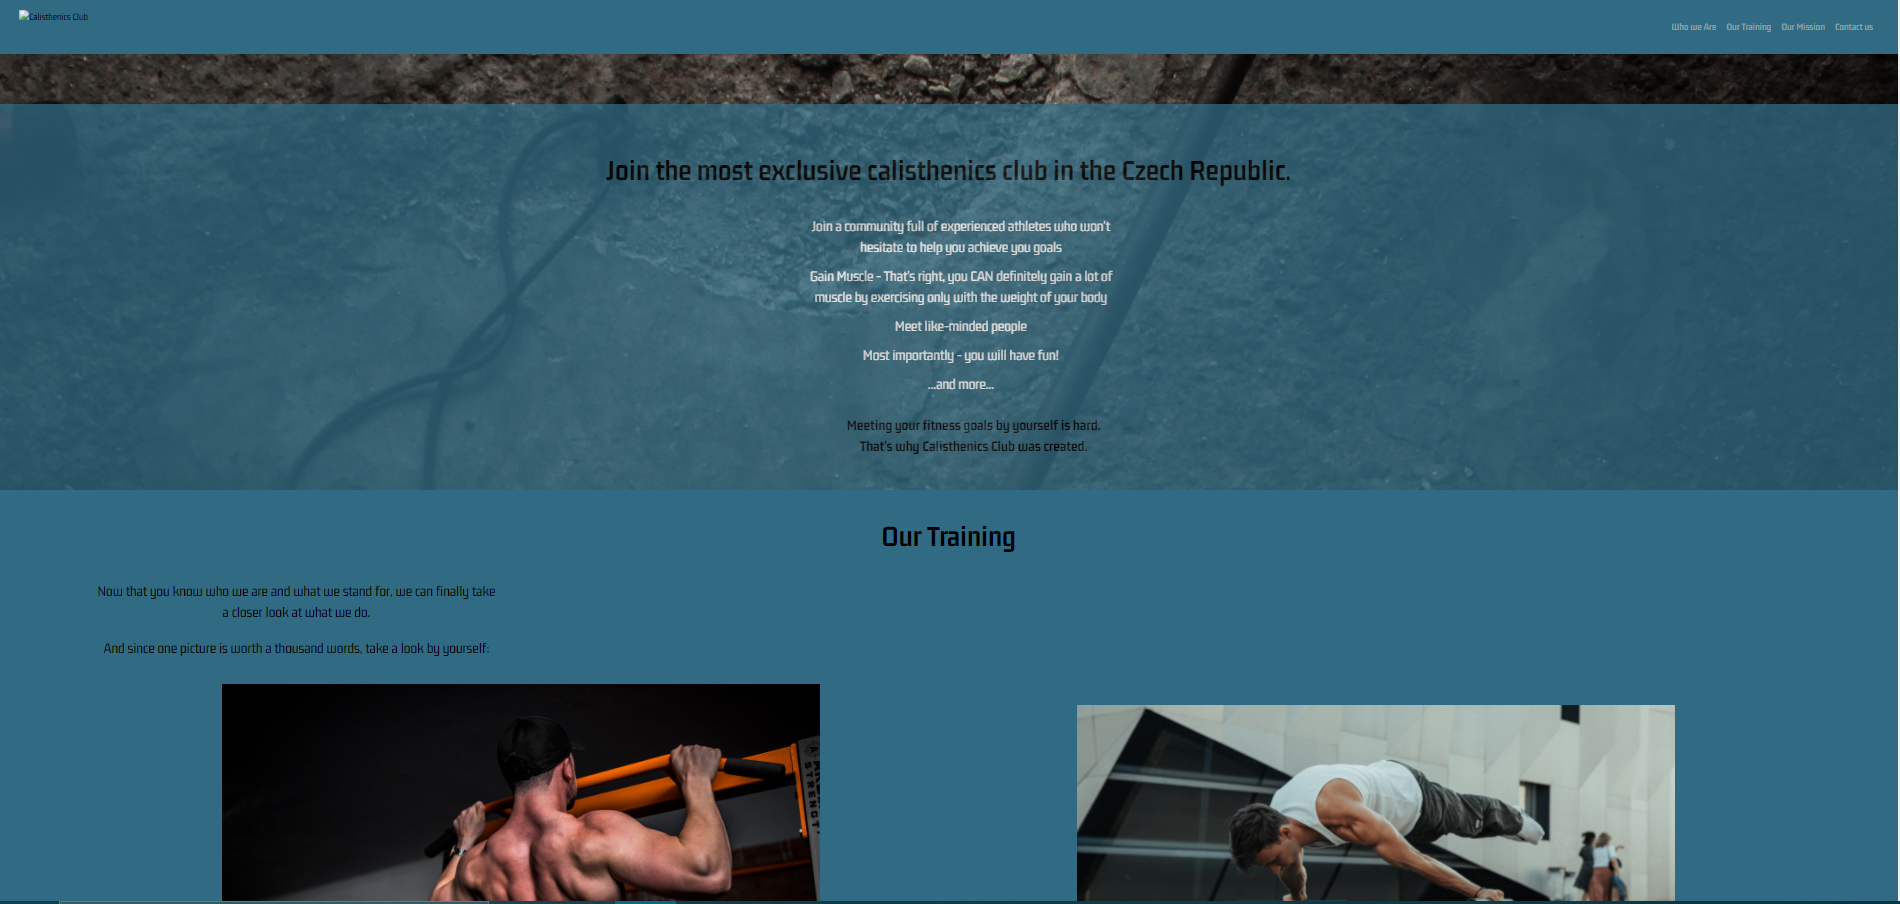 Calisthenics Club
Who we Are Our Training Our Mission Contact us
Join the most exclusive calisthenics club in the Czech Republic.
Join a community full of experienced athletes who won't
hesitate to help you achieve you goals
Gain Muscle - That's right, you CAN definitely gain a lot of
muscle by exercising only with the weight of your body
Meet like-minded people
Most importantly - you will have fun!
...and more...
Meeting your fitness goals by yourself is hard.
That's why Calisthenics Club was created.
Our Training
Now that you know who we are and what we stand for, we can finally take
a closer look at what we do.
And since one picture is worth a thousand words, take a look by yourself: